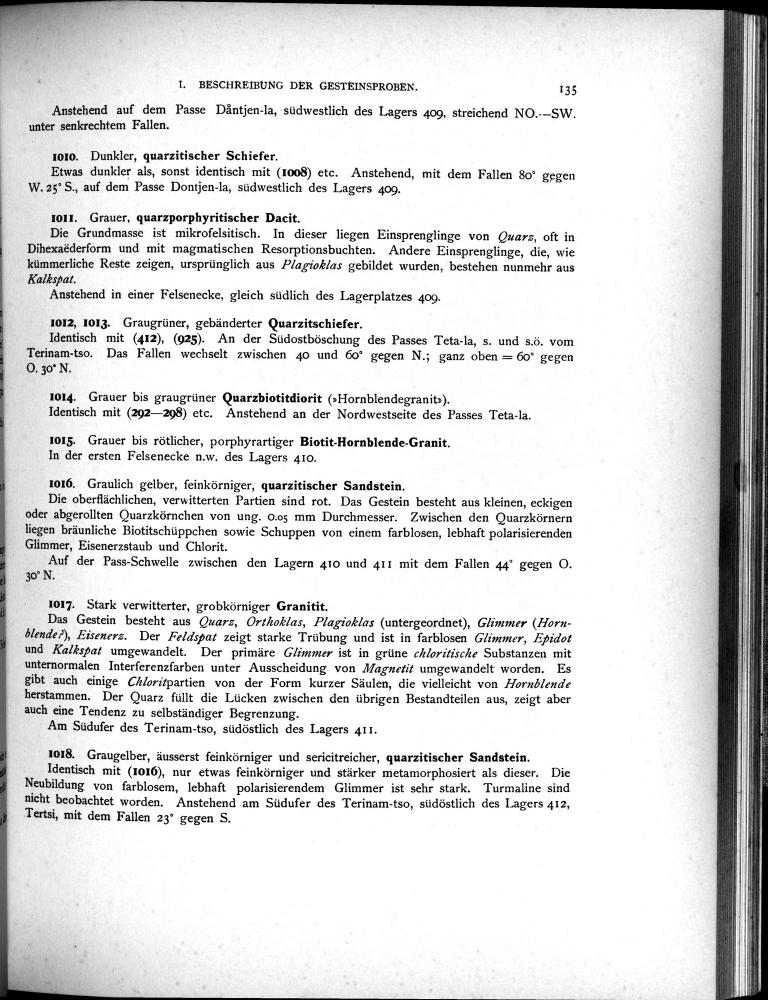 I. BESCHREIBUNG DER GESTEINSPROBEN. 135
Anstehend auf dem Passe Dåntjen-la, südwestlich des Lagers 409, streichend NO.—SW.
unter senkrechtem Fallen.
1010. Dunkler, quarzitischer Schiefer.
Etwas dunkler als, sonst identisch mit (1008) etc. Anstehend, mit dem Fallen 80° gegen
W. 25° S., auf dem Passe Dontjen-la, südwestlich des Lagers 409.
1011. Grauer, quarzporphyritischer Dacit.
Die Grundmasse ist mikrofelsitisch. In dieser liegen Einsprenglinge von Quarz, oft in
Dihexaëderform und mit magmatischen Resorptionsbuchten. Andere Einsprenglinge, die, wie
kümmerliche Reste zeigen, ursprünglich aus Plagioklas gebildet wurden, bestehen nunmehr aus
Kalkspat.
Anstehend in einer Felsenecke, gleich südlich des Lagerplatzes 409.
1012, 1013. Graugrüner, gebänderter Quarzitschiefer.
Identisch mit (412), (925). An der Südostböschung des Passes Teta-la, s. und s.ö. vom
Terinam-tso. Das Fallen wechselt zwischen 40 und 60° gegen N.; ganz oben = 60° gegen
O. 30° N.
1014. Grauer bis graugrüner Quarzbiotitdiorit (»Hornblendegranit»).
Identisch mit (292—298) etc. Anstehend an der Nordwestseite des Passes Teta-la.
1015. Grauer bis rötlicher, porphyrartiger Biotit-Hornblende-Granit.
In der ersten Felsenecke n.w. des Lagers 410.
1016. Graulich gelber, feinkörniger, quarzitischer Sandstein.
Die oberflächlichen, verwitterten Partien sind rot. Das Gestein besteht aus kleinen, eckigen
oder abgerollten Quarzkörnchen von ung. 0.05 mm Durchmesser. Zwischen den Quarzkörnern
liegen bräunliche Biotitschüppchen sowie Schuppen von einem farblosen, lebhaft polarisierenden
Glimmer, Eisenerzstaub und Chlorit.
Auf der Pass-Schwelle zwischen den Lagern 410 und 411 mit dem Fallen 44° gegen O.
30° N.
1017. Stark verwitterter, grobkörniger Granitit.
Das Gestein besteht aus Quarz, Orthoklas, Plagioklas (untergeordnet), Glimmer (Horn-
blende?), Eisenerz. Der Feldspat zeigt starke Trübung und ist in farblosen Glimmer, Epidot
und Kalkspat umgewandelt. Der primäre Glimmer ist in grüne chloritische Substanzen mit
unternormalen Interferenzfarben unter Ausscheidung von Magnetit umgewandelt worden. Es
gibt auch einige Chloritpartien von der Form kurzer Säulen, die vielleicht von Hornblende
herstammen. Der Quarz füllt die Lücken zwischen den übrigen Bestandteilen aus, zeigt aber
auch eine Tendenz zu selbständiger Begrenzung.
Am Südufer des Terinam-tso, südöstlich des Lagers 411.
1018. Graugelber, äusserst feinkörniger und sericitreicher, quarzitischer Sandstein.
Identisch mit (1016), nur etwas feinkörniger und stärker metamorphosiert als dieser. Die
Neubildung von farblosem, lebhaft polarisierendem Glimmer ist sehr stark. Turmaline sind
nicht beobachtet worden. Anstehend am Südufer des Terinam-tso, südöstlich des Lagers 412,
Tertsi, mit dem Fallen 23° gegen S.